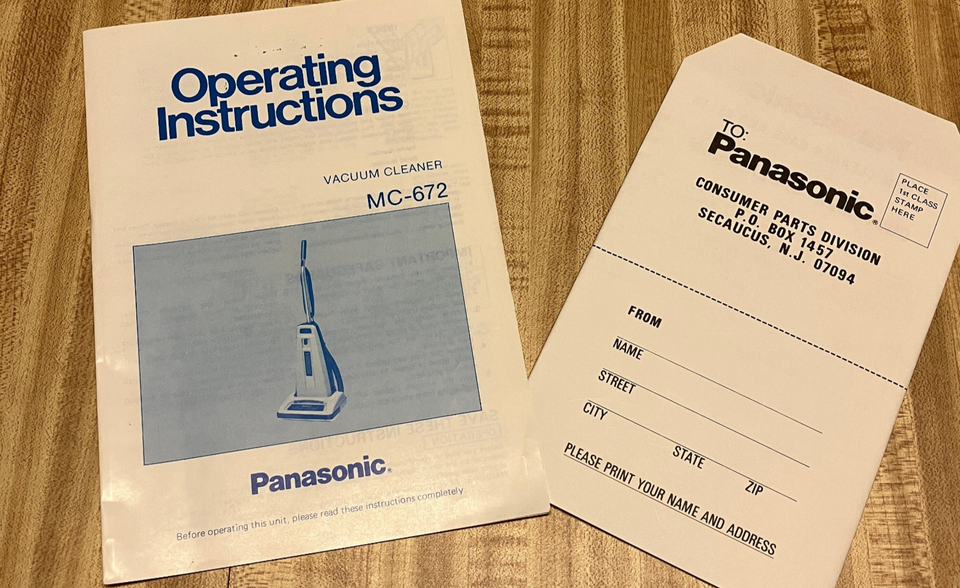 Operating
Instructions
VACUUM CLEANER
MC-672
Panasonic®
Before operating this unit, please read these instructions completely
TO:
Panasonic®
PLACE
1st CLASS
STAMP
HERE
CONSUMER PARTS DIVISION
P.O. BOX 1457
SECAUCUS, N.J. 07094
FROM
NAME
STREET
CITY
STATE
ZIP
PLEASE PRINT YOUR NAME AND ADDRESS